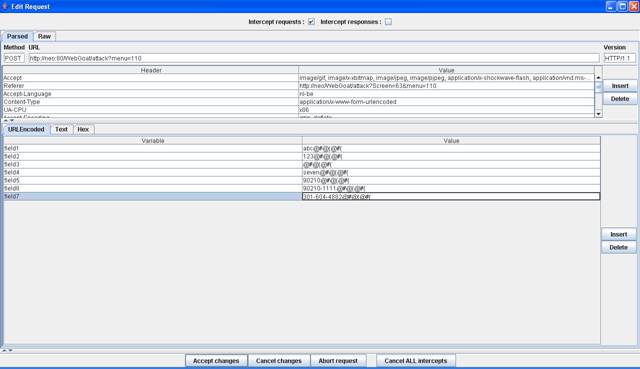 Edit Request
Intercept requests: Intercept responses:
Parsed Raw
Method URL Version
POST http://neo:80/WebGoat/attack?menu=110 HTTP/1.1
Header Value
Accept image/gif, image/x-xbitmap, image/jpeg, image/pjpeg, application/x-shockwave-flash, application/vnd.ms-...
Referer http://neo/WebGoat/attack?Screen=63&menu=110
Accept-Language nl-be
Content-Type application/x-www-form-urlencoded
UA-CPU x86
Insert
Delete
URLEncoded Text Hex
Variable Value
field1 abc@#@(@#(
field2 123@#@(@#(
field3 @#@(@#(
field4 seven@#@(@#(
field5 90210@#@(@#(
field6 90210-1111@#@(@#(
field7 301-604-4882@#@(@#(
Insert
Delete
Accept changes Cancel changes Abort request Cancel ALL intercepts